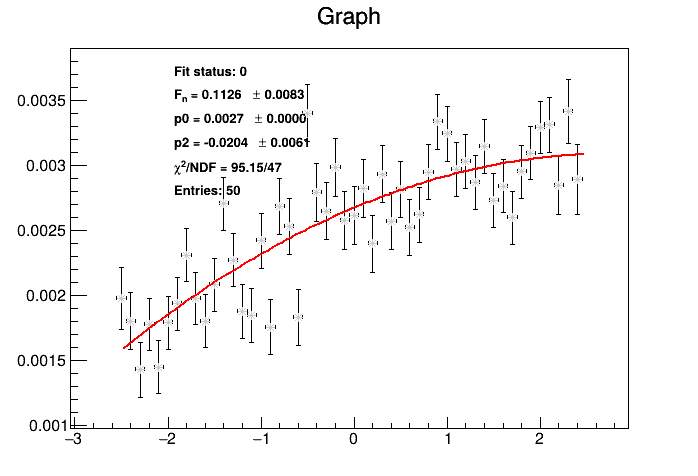 Graph
Fit status: 0
Fn = 0.1126 ± 0.0083
p0 = 0.0027 ± 0.0000
p2 = -0.0204 ± 0.0061
χ²/NDF = 95.15/47
Entries: 50
0.0035
0.003
0.0025
0.002
0.0015
0.001
−3 −2 −1 0 1 2